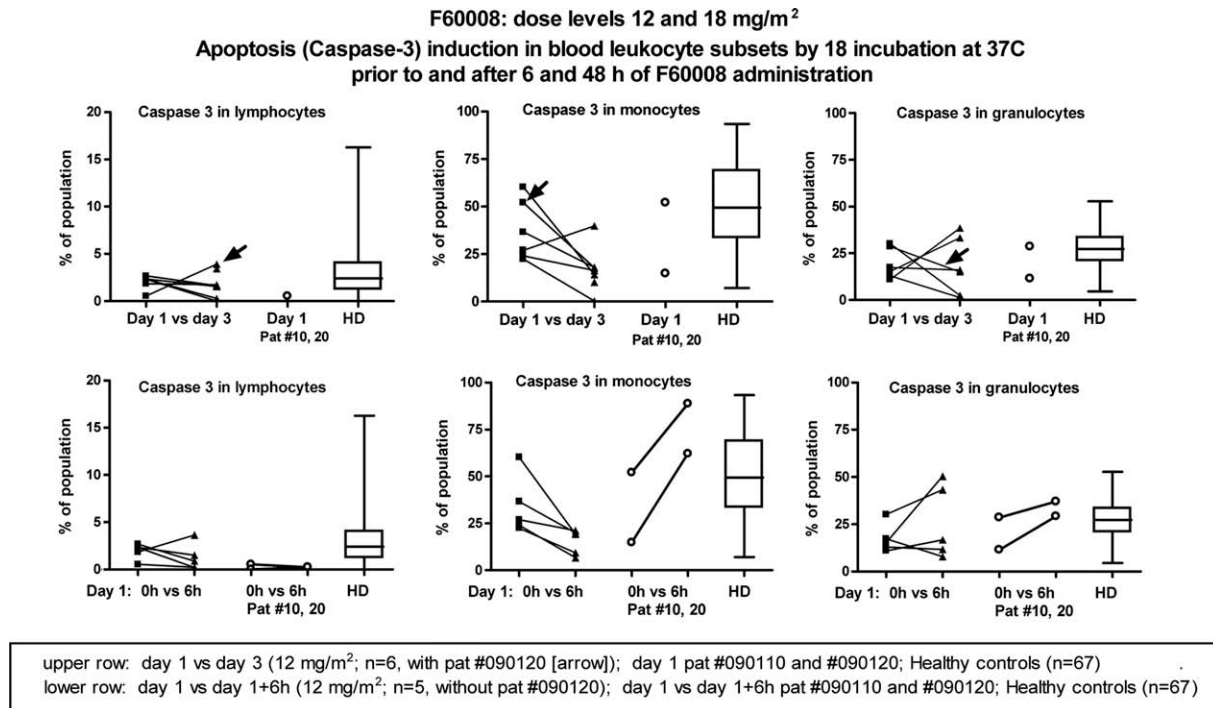 F60008: dose levels 12 and 18 mg/m²
Apoptosis (Caspase-3) induction in blood leukocyte subsets by 18 incubation at 37C
prior to and after 6 and 48 h of F60008 administration
Caspase 3 in lymphocytes
% of population
20
15
10
5
0
Day 1 vs day 3
Day 1
HD
Pat #10, 20
Caspase 3 in monocytes
% of population
100
75
50
25
0
Day 1 vs day 3
Day 1
HD
Pat #10, 20
Caspase 3 in granulocytes
% of population
100
75
50
25
0
Day 1 vs day 3
Day 1
HD
Pat #10, 20
Caspase 3 in lymphocytes
% of population
20
15
10
5
0
Day 1: 0h vs 6h
0h vs 6h
HD
Pat #10, 20
Caspase 3 in monocytes
% of population
100
75
50
25
0
Day 1: 0h vs 6h
0h vs 6h
HD
Pat #10, 20
Caspase 3 in granulocytes
% of population
100
75
50
25
0
Day 1: 0h vs 6h
0h vs 6h
HD
Pat #10, 20
upper row: day 1 vs day 3 (12 mg/m²; n=6, with pat #090120 [arrow]); day 1 pat #090110 and #090120; Healthy controls (n=67) .
lower row: day 1 vs day 1+6h (12 mg/m²; n=5, without pat #090120); day 1 vs day 1+6h pat #090110 and #090120; Healthy controls (n=67)